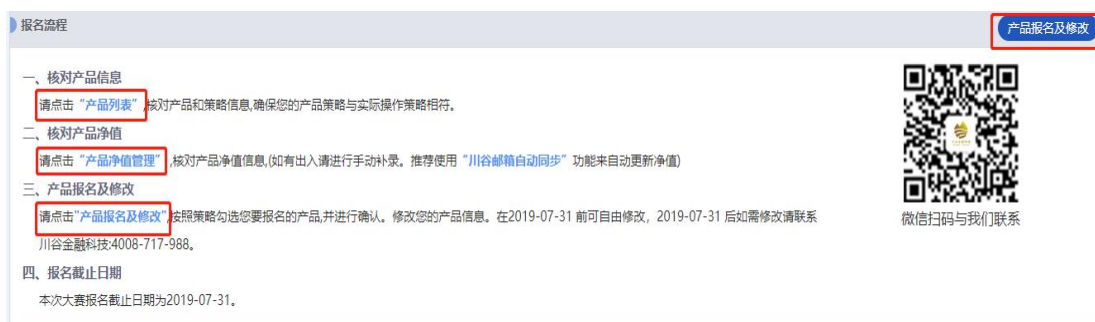 报名流程
产品报名及修改
一、核对产品信息
请点击“产品列表”,核对产品和策略信息,确保您的产品策略与实际操作策略相符。
二、核对产品净值
请点击“产品净值管理”,核对产品净值信息,(如有出入请进行手动补录。推荐使用“川谷邮箱自动同步”功能来自动更新净值)
三、产品报名及修改
请点击"产品报名及修改",按照策略勾选您要报名的产品,并进行确认。修改您的产品信息。在2019-07-31 前可自由修改，2019-07-31 后如需修改请联系
川谷金融科技:4008-717-988。
四、报名截止日期
本次大赛报名截止日期为2019-07-31。
微信扫码与我们联系